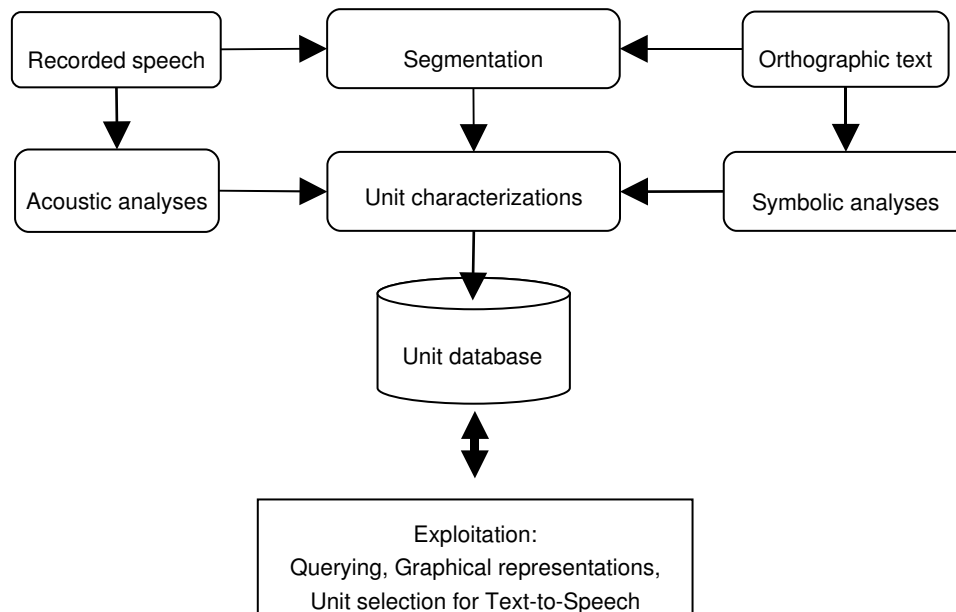 Recorded speech
Segmentation
Orthographic text
Acoustic analyses
Unit characterizations
Symbolic analyses
Unit database
Exploitation:
Querying, Graphical representations,
Unit selection for Text-to-Speech